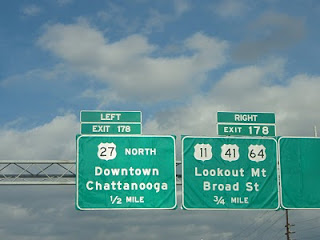 LEFT
EXIT 178
27 NORTH
Downtown
Chattanooga
1/2 MILE
RIGHT
EXIT 178
11 41 64
Lookout Mt
Broad St
3/4 MILE